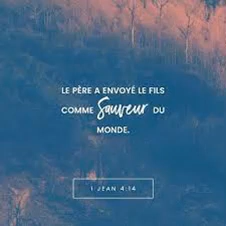 LE PÈRE A ENVOYÉ LE FILS
COMME Sauveur DU
MONDE.
1 JEAN 4:14